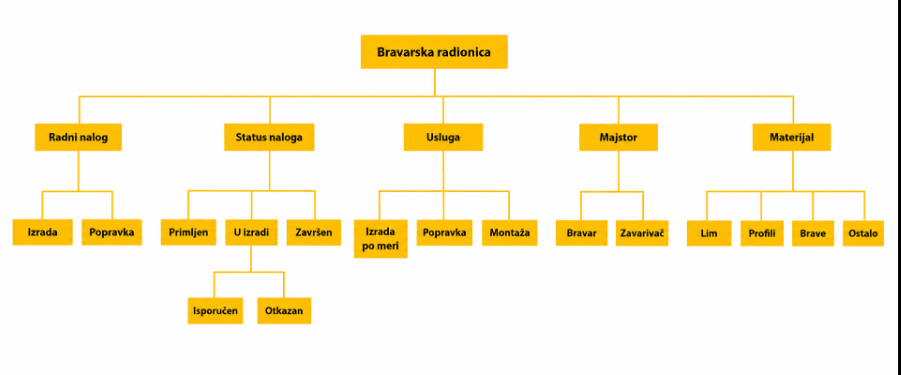 Bravarska radionica
Radni nalog
Status naloga
Usluga
Majstor
Materijal
Izrada
Popravka
Primljen
U izradi
Završen
Izrada
po meri
Popravka
Montaža
Bravar
Zavarivač
Lim
Profili
Brave
Ostalo
Isporučen
Otkazan